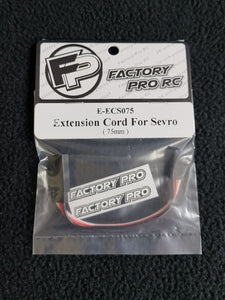 FP
FACTORY
PRO RC
E-ECS075
Extension Cord For Sevro
( 75mm )
FACTORY PRO
FACTORY PRO